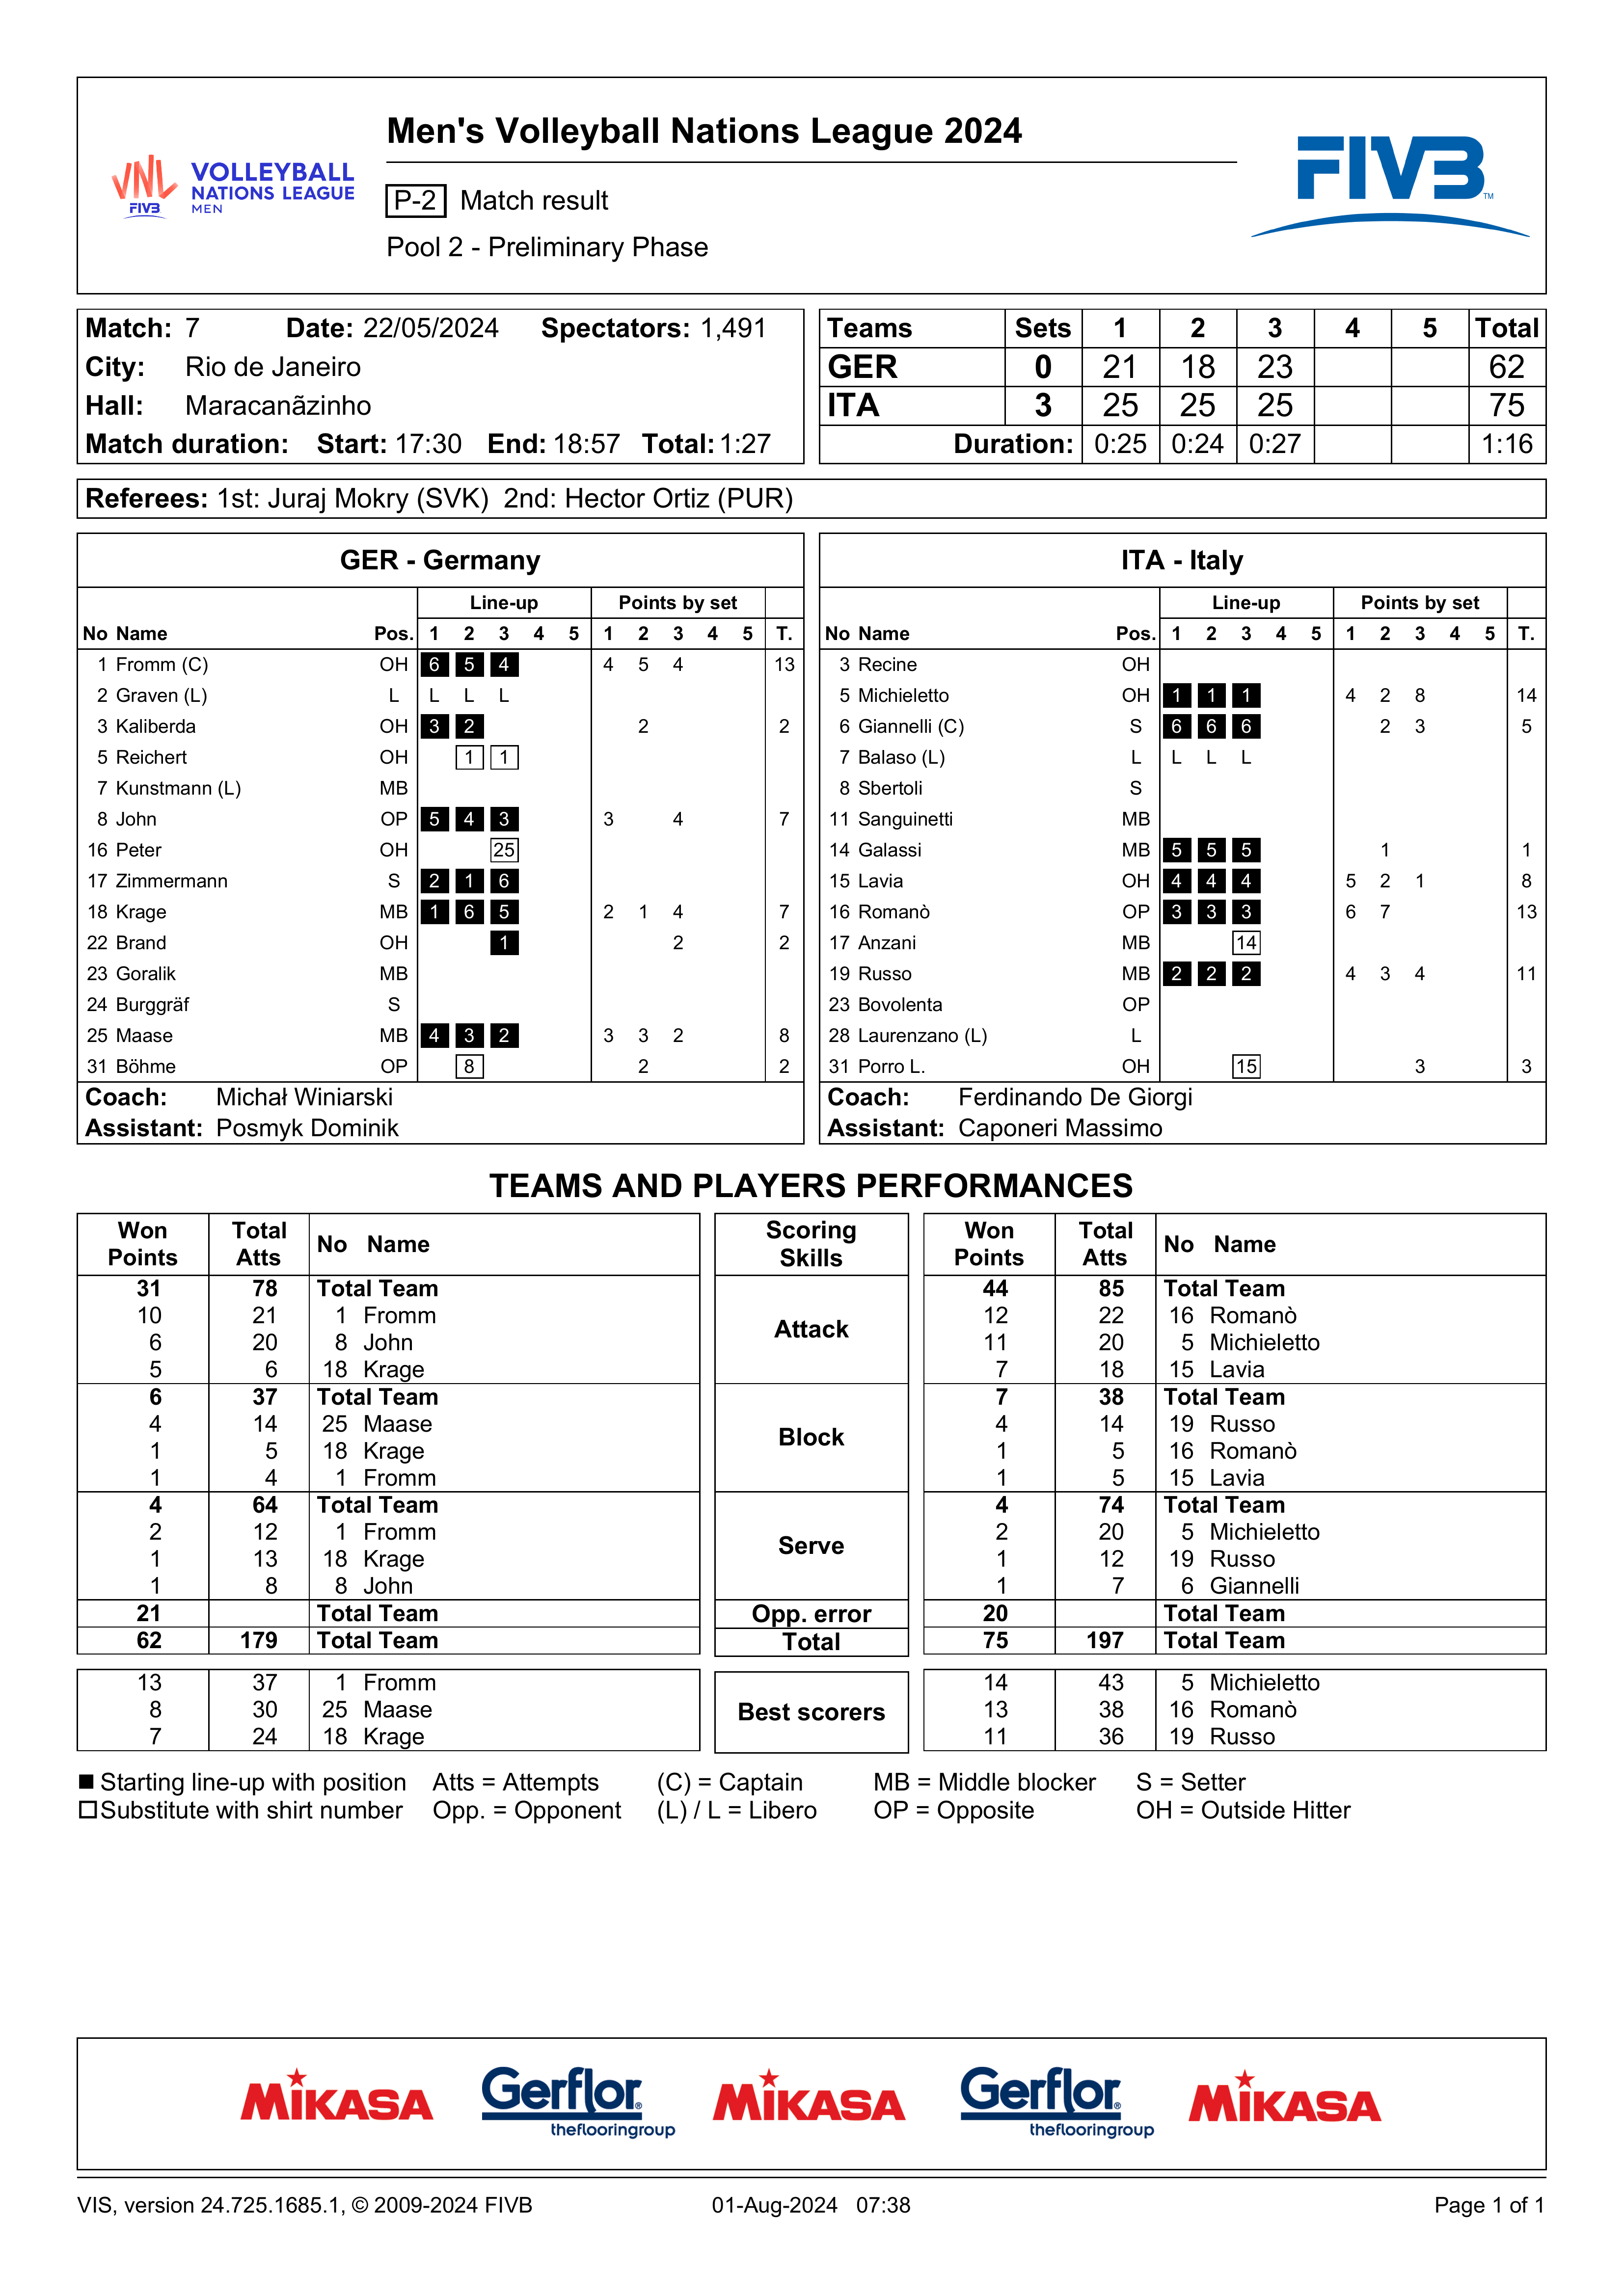 Men's Volleyball Nations League 2024
VNL FIVB VOLLEYBALL NATIONS LEAGUE MEN
P-2 Match result
Pool 2 - Preliminary Phase
FIVB TM
Match: 7 Date: 22/05/2024 Spectators: 1,491
City: Rio de Janeiro
Hall: Maracanãzinho
Match duration: Start: 17:30 End: 18:57 Total: 1:27
Teams Sets 1 2 3 4 5 Total
GER 0 21 18 23 62
ITA 3 25 25 25 75
Duration: 0:25 0:24 0:27 1:16
Referees: 1st: Juraj Mokry (SVK) 2nd: Hector Ortiz (PUR)
GER - Germany
Line-up Points by set
No Name Pos. 1 2 3 4 5 1 2 3 4 5 T.
1 Fromm (C) OH 6 5 4 4 5 4 13
2 Graven (L) L L L L
3 Kaliberda OH 3 2 2 2
5 Reichert OH 1 1
7 Kunstmann (L) MB
8 John OP 5 4 3 3 4 7
16 Peter OH 25
17 Zimmermann S 2 1 6
18 Krage MB 1 6 5 2 1 4 7
22 Brand OH 1 2 2
23 Goralik MB
24 Burggräf S
25 Maase MB 4 3 2 3 3 2 8
31 Böhme OP 8 2 2
Coach: Michał Winiarski
Assistant: Posmyk Dominik
ITA - Italy
Line-up Points by set
No Name Pos. 1 2 3 4 5 1 2 3 4 5 T.
3 Recine OH
5 Michieletto OH 1 1 1 4 2 8 14
6 Giannelli (C) S 6 6 6 2 3 5
7 Balaso (L) L L L L
8 Sbertoli S
11 Sanguinetti MB
14 Galassi MB 5 5 5 1 1
15 Lavia OH 4 4 4 5 2 1 8
16 Romanò OP 3 3 3 6 7 13
17 Anzani MB 14
19 Russo MB 2 2 2 4 3 4 11
23 Bovolenta OP
28 Laurenzano (L) L
31 Porro L. OH 15 3 3
Coach: Ferdinando De Giorgi
Assistant: Caponeri Massimo
TEAMS AND PLAYERS PERFORMANCES
Won Points Total Atts No Name Scoring Skills Won Points Total Atts No Name
31 78 Total Team Attack 44 85 Total Team
10 21 1 Fromm 12 22 16 Romanò
6 20 8 John 11 20 5 Michieletto
5 6 18 Krage 7 18 15 Lavia
6 37 Total Team Block 7 38 Total Team
4 14 25 Maase 4 14 19 Russo
1 5 18 Krage 1 5 16 Romanò
1 4 1 Fromm 1 5 15 Lavia
4 64 Total Team Serve 4 74 Total Team
2 12 1 Fromm 2 20 5 Michieletto
1 13 18 Krage 1 12 19 Russo
1 8 8 John 1 7 6 Giannelli
21 Total Team Opp. error 20 Total Team
62 179 Total Team Total 75 197 Total Team
13 37 1 Fromm Best scorers 14 43 5 Michieletto
8 30 25 Maase 13 38 16 Romanò
7 24 18 Krage 11 36 19 Russo
Starting line-up with position Atts = Attempts (C) = Captain MB = Middle blocker S = Setter
Substitute with shirt number Opp. = Opponent (L) / L = Libero OP = Opposite OH = Outside Hitter
MIKASA Gerflor® theflooringgroup MIKASA Gerflor® theflooringgroup MIKASA
VIS, version 24.725.1685.1, © 2009-2024 FIVB 01-Aug-2024 07:38 Page 1 of 1